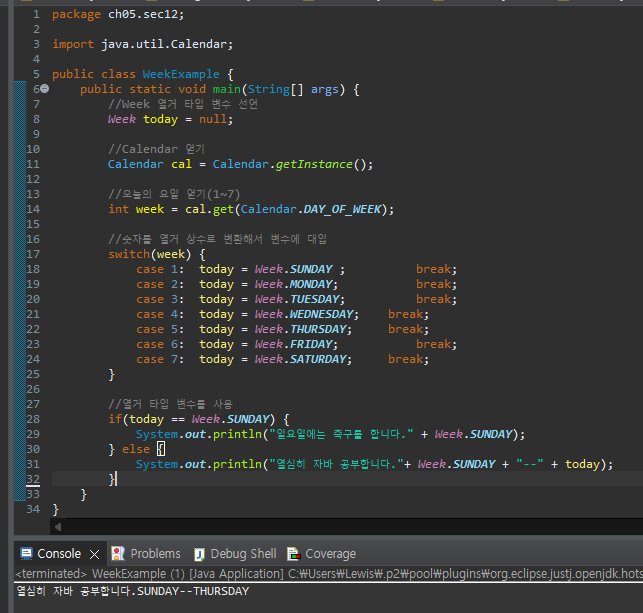 1 package ch05.sec12;
2
3 import java.util.Calendar;
4
5 public class WeekExample {
6 public static void main(String[] args) {
7 //Week 열거 타입 변수 선언
8 Week today = null;
9
10 //Calendar 얻기
11 Calendar cal = Calendar.getInstance();
12
13 //오늘의 요일 얻기(1~7)
14 int week = cal.get(Calendar.DAY_OF_WEEK);
15
16 //숫자를 열거 상수로 변환해서 변수에 대입
17 switch(week) {
18 case 1: today = Week.SUNDAY ; break;
19 case 2: today = Week.MONDAY; break;
20 case 3: today = Week.TUESDAY; break;
21 case 4: today = Week.WEDNESDAY; break;
22 case 5: today = Week.THURSDAY; break;
23 case 6: today = Week.FRIDAY; break;
24 case 7: today = Week.SATURDAY; break;
25 }
26
27 //열거 타입 변수를 사용
28 if(today == Week.SUNDAY) {
29 System.out.println("일요일에는 축구를 합니다." + Week.SUNDAY);
30 } else {
31 System.out.println("열심히 자바 공부합니다."+ Week.SUNDAY + "--" + today);
32 }
33 }
34 }
Console Problems Debug Shell Coverage
<terminated> WeekExample (1) [Java Application] C:₩Users₩Lewis₩.p2₩pool₩plugins₩org.eclipse.justj.openjdk.hots
열심히 자바 공부합니다.SUNDAY--THURSDAY